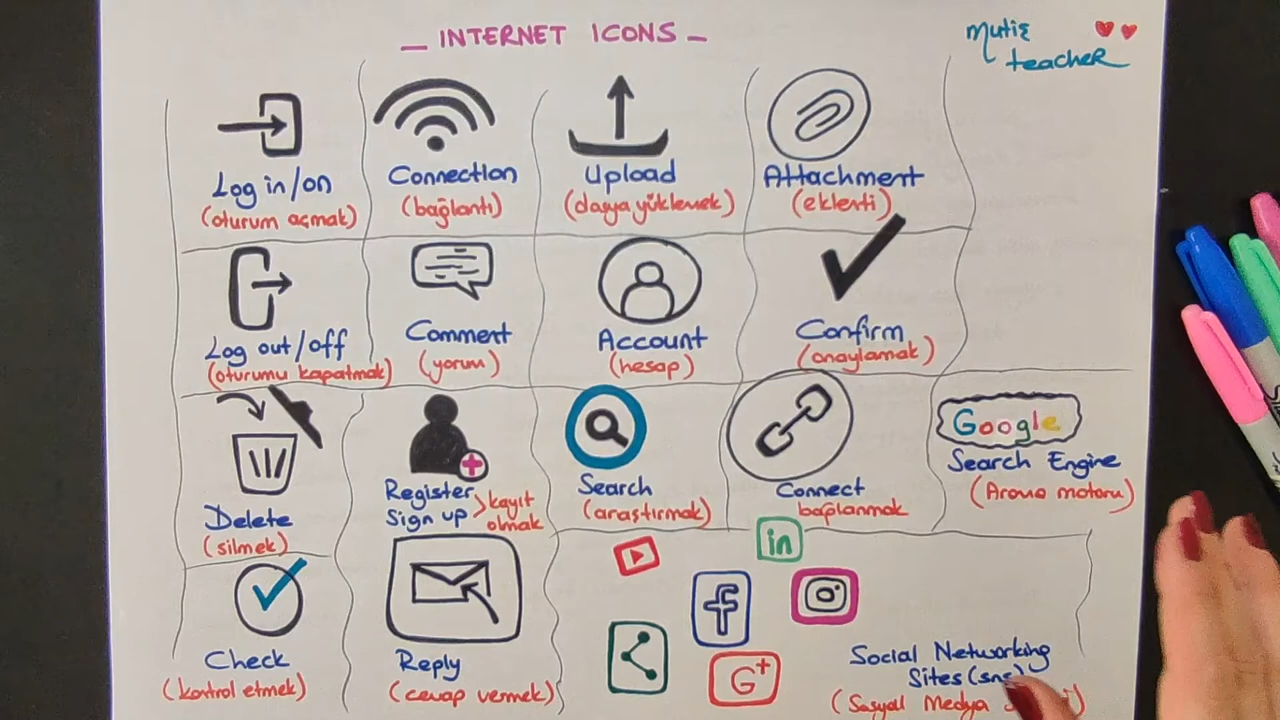 _ INTERNET ICONS _
Mutiş
teacher
Log in/on
(oturum açmak)
Connection
(bağlantı)
Upload
(dosya yüklemek)
Attachment
(eklenti)
Log out/off
(oturumu kapatmak)
Comment
(yorum)
Account
(hesap)
Confirm
(onaylamak)
Delete
(silmek)
Register
Sign up
kayıt
olmak
Search
(araştırmak)
Connect
bağlanmak
Google
Search Engine
(Arama motoru)
Check
(kontrol etmek)
Reply
(cevap vermek)
in
f
G+
Social Networking
Sites (sns)
(Sosyal Medya